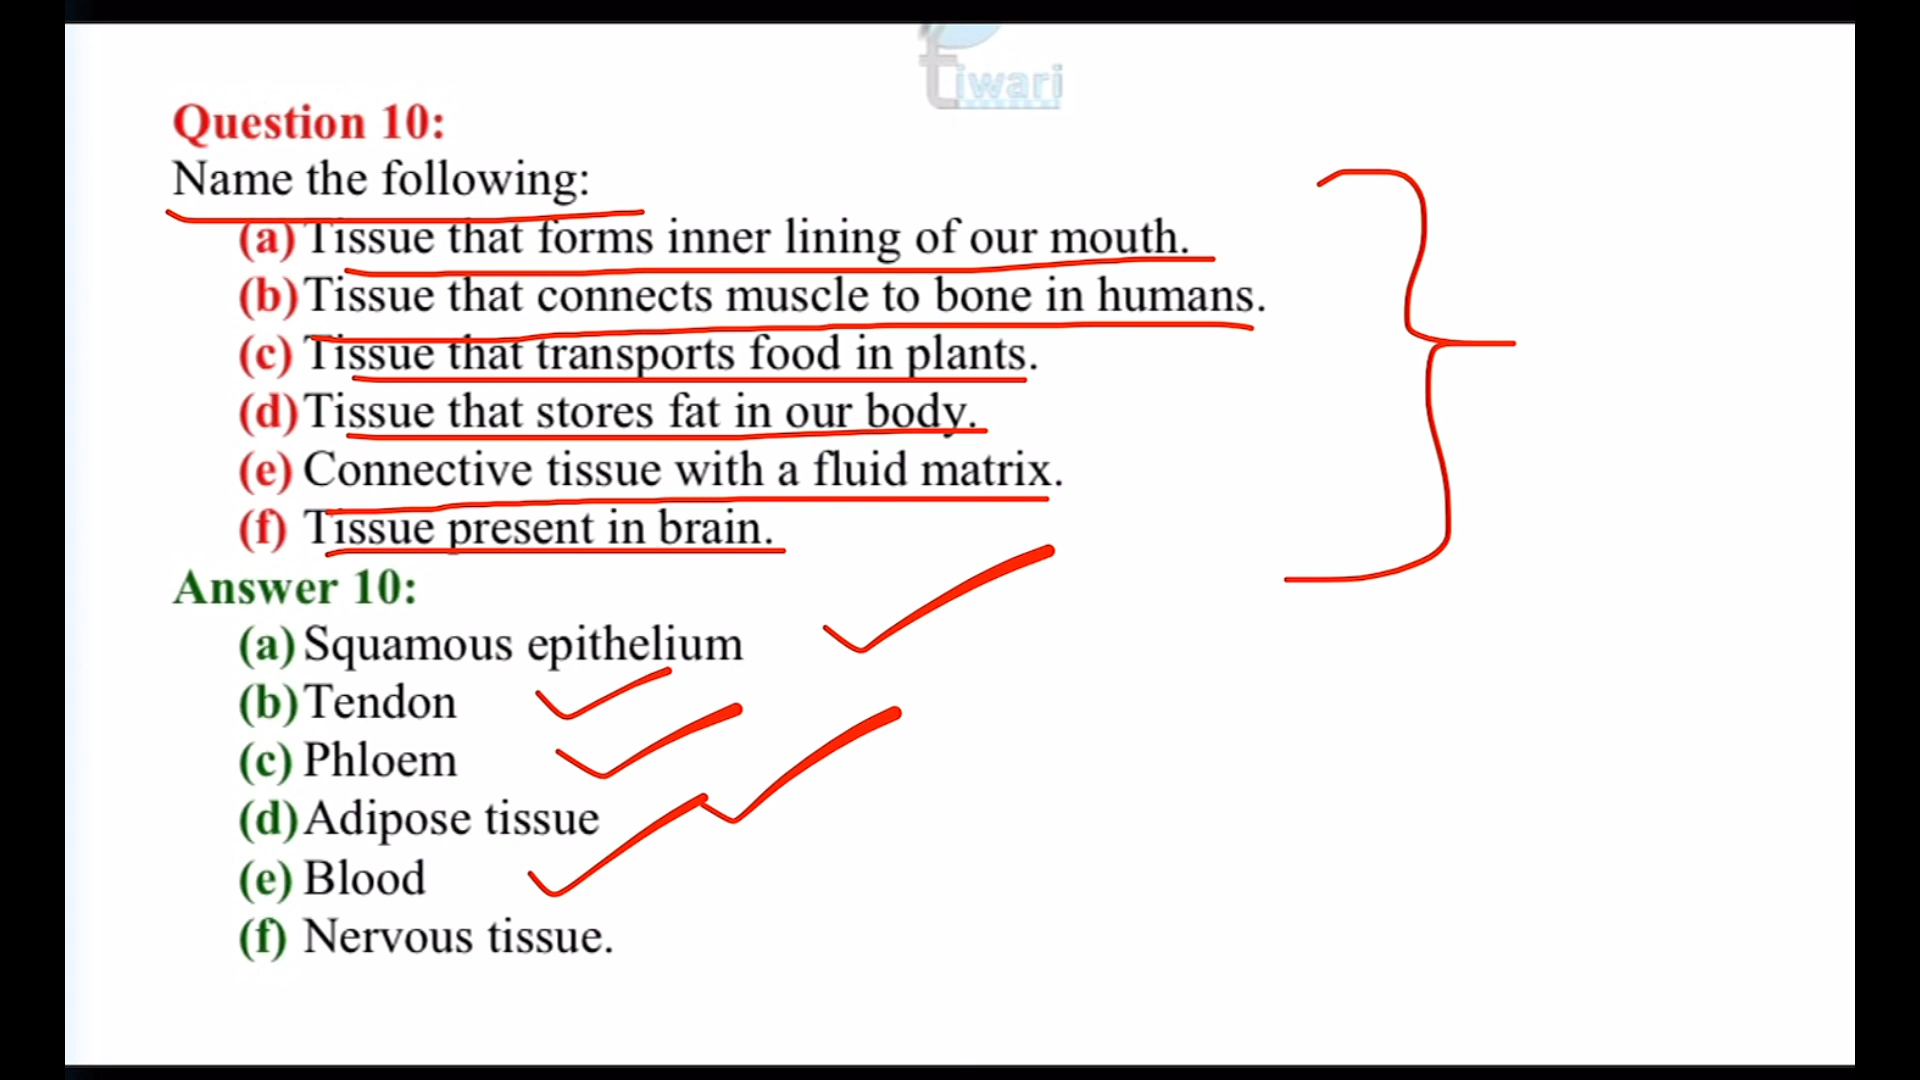 tiwari
Question 10:
Name the following:
(a) Tissue that forms inner lining of our mouth.
(b) Tissue that connects muscle to bone in humans.
(c) Tissue that transports food in plants.
(d) Tissue that stores fat in our body.
(e) Connective tissue with a fluid matrix.
(f) Tissue present in brain.
Answer 10:
(a) Squamous epithelium
(b) Tendon
(c) Phloem
(d) Adipose tissue
(e) Blood
(f) Nervous tissue.